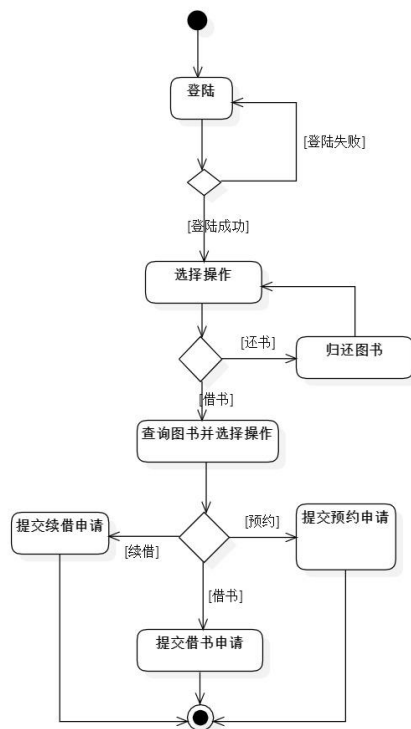 登陆
[登陆失败]
[登陆成功]
选择操作
[还书]
归还图书
[借书]
查询图书并选择操作
提交续借申请
[预约]
提交预约申请
[续借]
[借书]
提交借书申请